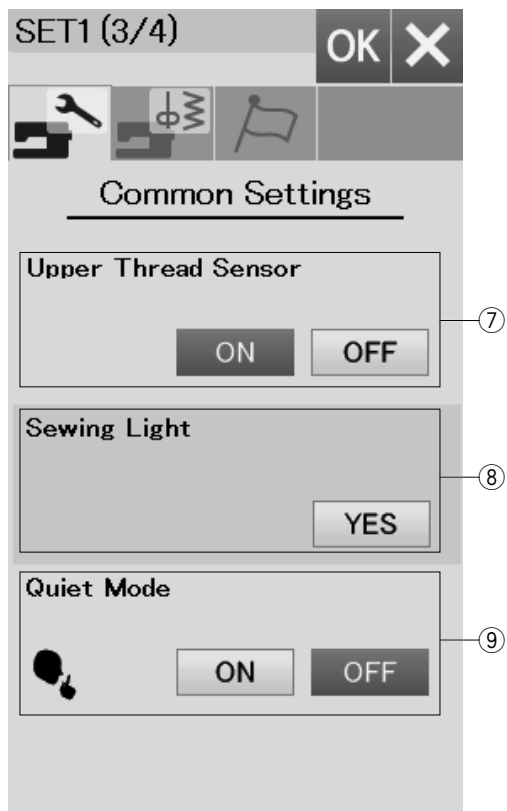 SET1 (3/4)
OK
Common Settings
Upper Thread Sensor
ON OFF
⑦
Sewing Light
YES
⑧
Quiet Mode
ON OFF
⑨